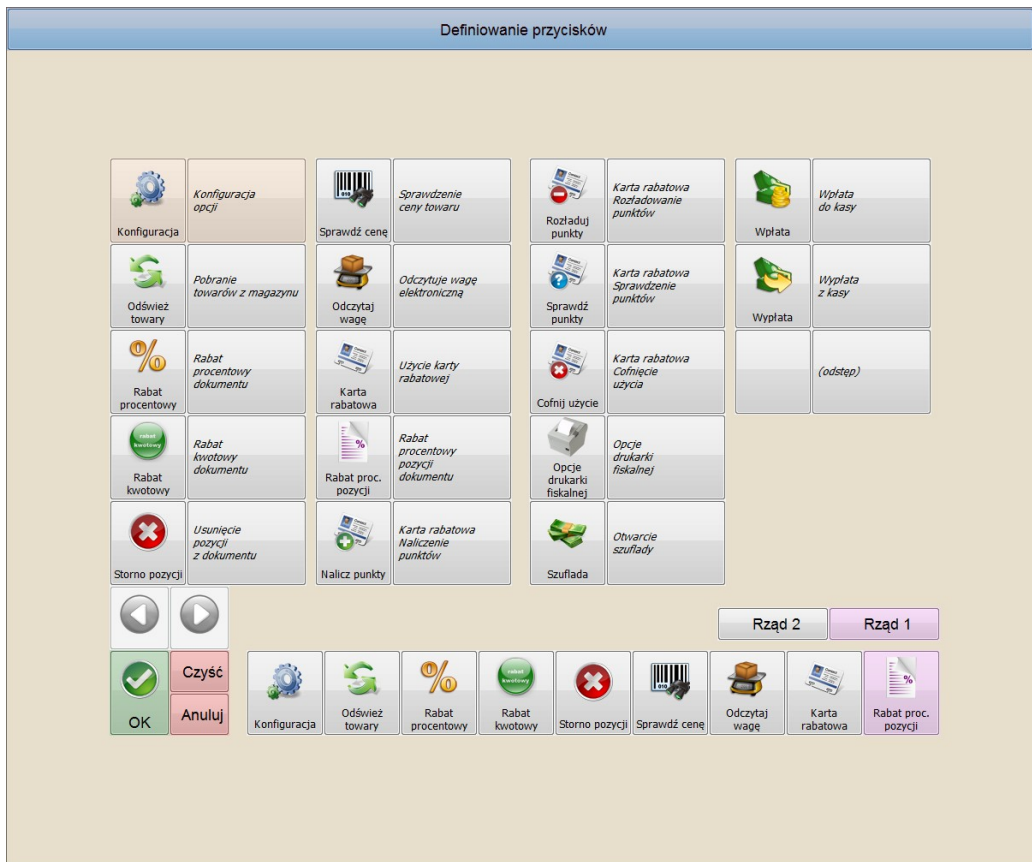 Definiowanie przycisków
Konfiguracja
Konfiguracja
opcji
Sprawdź cenę
Sprawdzenie
ceny towaru
Rozładuj
punkty
Karta rabatowa
Rozładowanie
punktów
Wpłata
Wpłata
do kasy
Odśwież
towary
Pobranie
towarów z magazynu
Odczytaj
wagę
Odczytuje wagę
elektroniczną
Sprawdź
punkty
Karta rabatowa
Sprawdzenie
punktów
Wypłata
Wypłata
z kasy
Rabat
procentowy
Rabat
procentowy
dokumentu
Karta
rabatowa
Użycie karty
rabatowej
Cofnij użycie
Karta rabatowa
Cofnięcie
użycia
(odstęp)
rabat
kwotowy
Rabat
kwotowy
Rabat
kwotowy
dokumentu
Rabat proc.
pozycji
Rabat
procentowy
pozycji
dokumentu
Opcje
drukarki
fiskalnej
Opcje
drukarki
fiskalnej
Storno pozycji
Usunięcie
pozycji
z dokumentu
Nalicz punkty
Karta rabatowa
Naliczenie
punktów
Szuflada
Otwarcie
szuflady
Rząd 2
Rząd 1
OK
Czyść
Anuluj
Konfiguracja
Odśwież
towary
Rabat
procentowy
rabat
kwotowy
Rabat
kwotowy
Storno pozycji
Sprawdź cenę
Odczytaj
wagę
Karta
rabatowa
Rabat proc.
pozycji